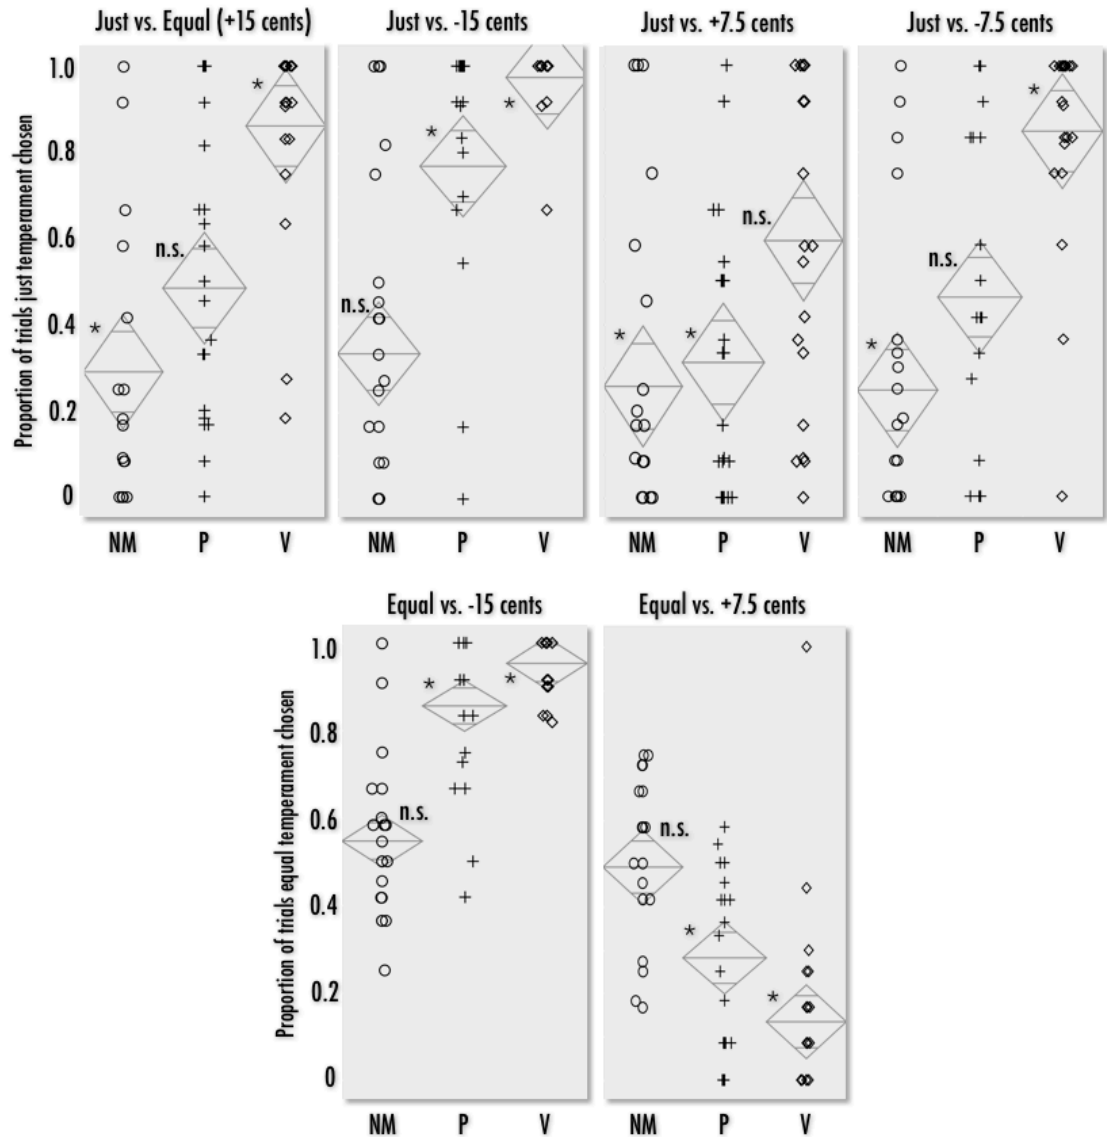 Just vs. Equal (+15 cents)
Just vs. -15 cents
Just vs. +7.5 cents
Just vs. -7.5 cents
Proportion of trials just temperament chosen
1.0
0.8
0.6
0.4
0.2
0
*
n.s.
*
n.s.
*
*
*
*
n.s.
*
n.s.
*
NM P V
NM P V
NM P V
NM P V
Equal vs. -15 cents
Equal vs. +7.5 cents
Proportion of trials equal temperament chosen
1.0
0.8
0.6
0.4
0.2
0
n.s.
*
*
n.s.
*
*
NM P V
NM P V